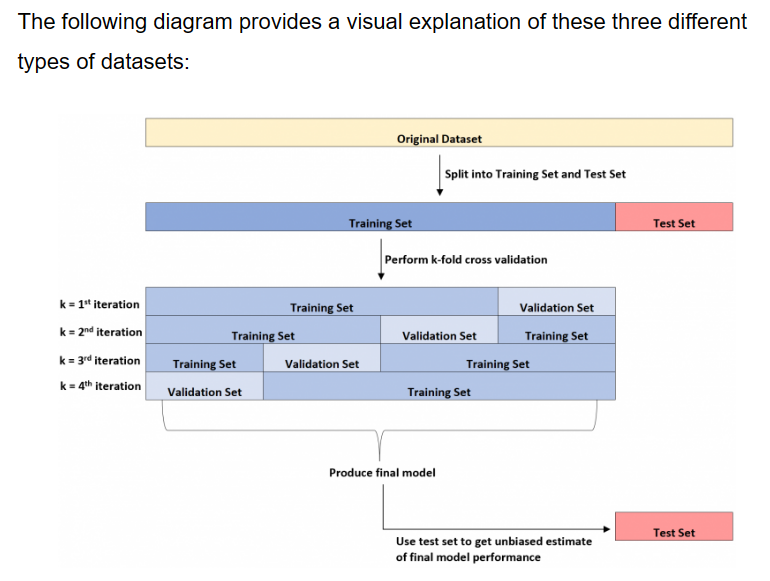 The following diagram provides a visual explanation of these three different
types of datasets:
Original Dataset
Split into Training Set and Test Set
Training Set
Test Set
Perform k-fold cross validation
k = 1st iteration
Training Set
Validation Set
k = 2nd iteration
Training Set
Validation Set
Training Set
k = 3rd iteration
Training Set
Validation Set
Training Set
k = 4th iteration
Validation Set
Training Set
Produce final model
Use test set to get unbiased estimate
of final model performance
Test Set